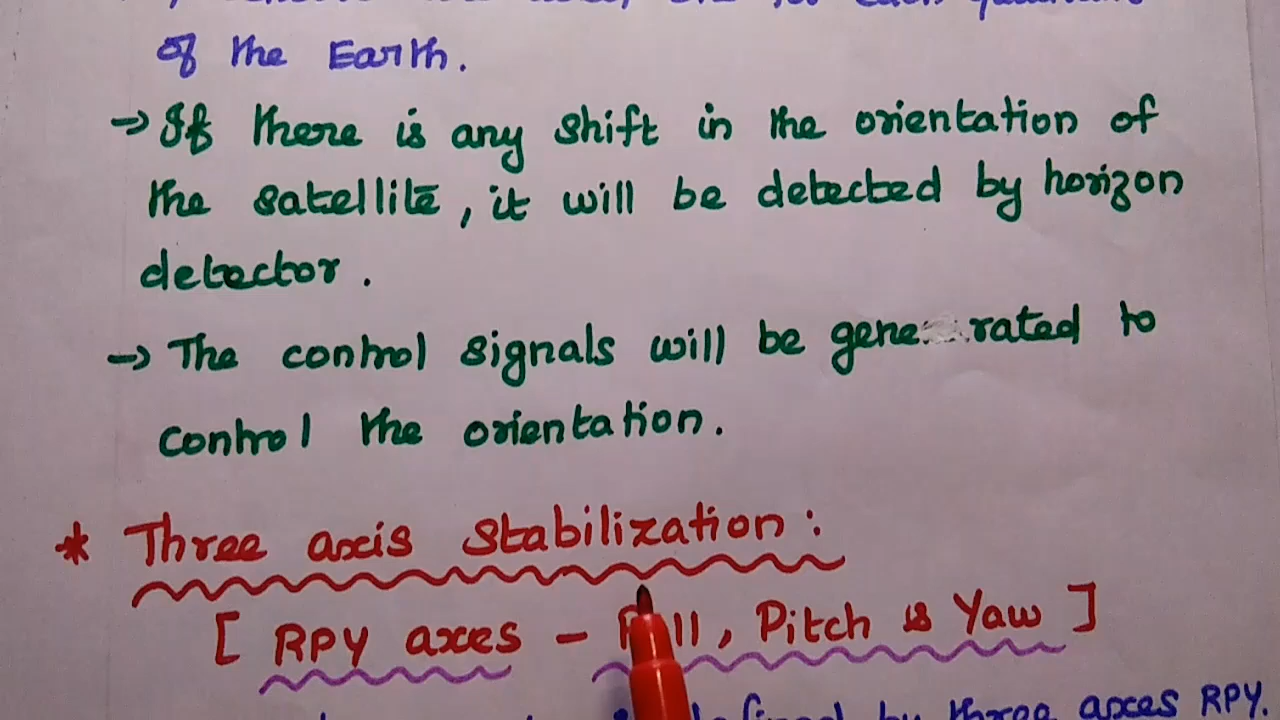 of the Earth.
→ If there is any shift in the orientation of
the satellite, it will be detected by horizon
detector.
→ The control signals will be generated to
control the orientation.
* Three axis stabilization:
[ RPY axes - Roll, Pitch & Yaw ]
by three axes RPY.